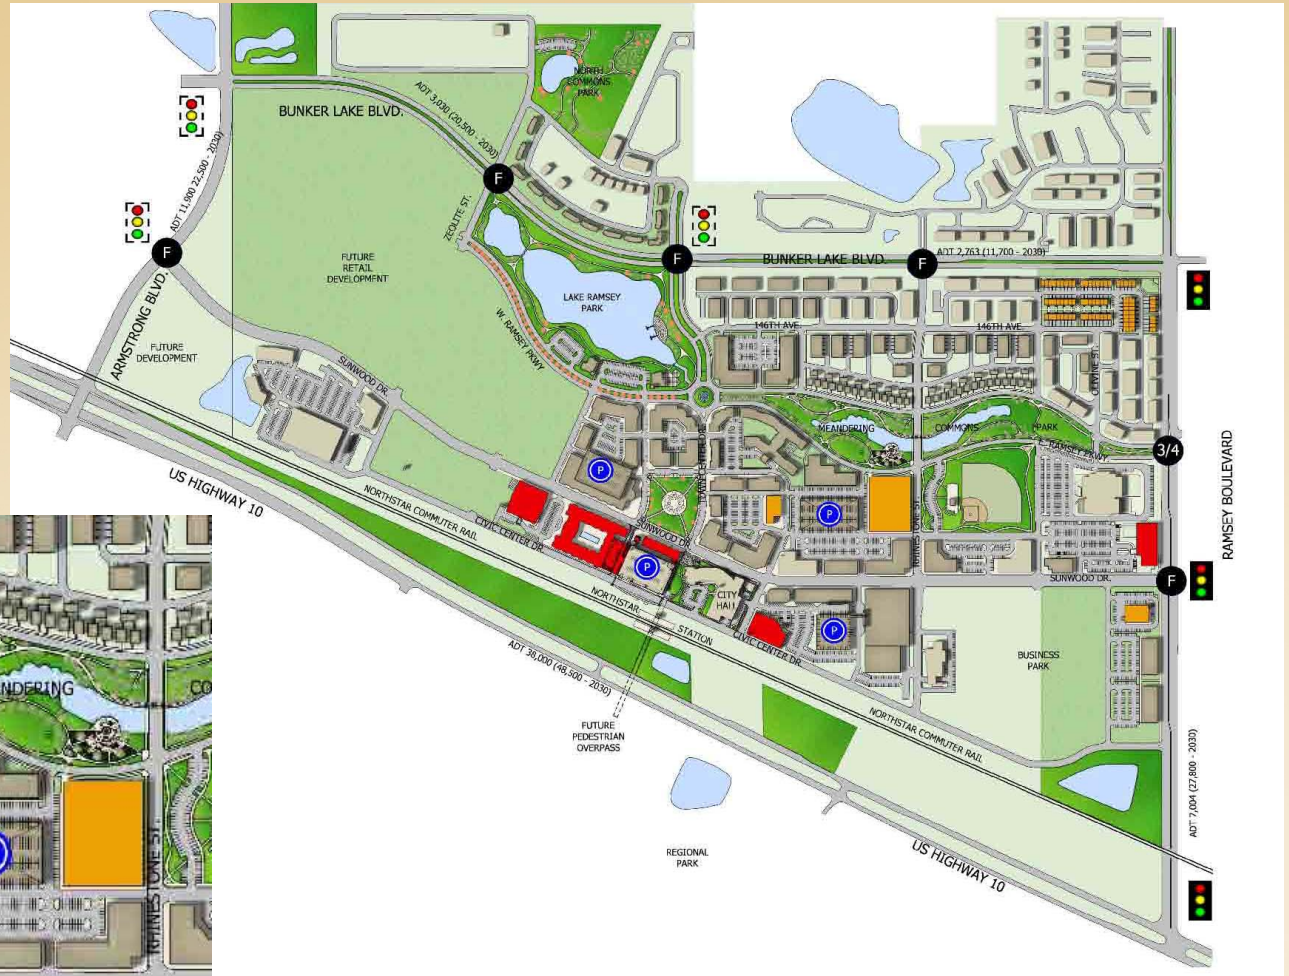 NORTH
COMMONS
PARK
BUNKER LAKE BLVD.
ADT 3,030 (20,500 - 2030)
ADT 11,900 22,500 - 2030)
F
ZEOLITE ST.
F
F
F
BUNKER LAKE BLVD.
ADT 2,763 (11,700 - 2030)
FUTURE
RETAIL
DEVELOPMENT
LAKE RAMSEY
PARK
W. RAMSEY PKWY
146TH AVE.
146TH AVE.
ARMSTRONG BLVD.
FUTURE
DEVELOPMENT
SUNWOOD DR.
MEANDERING
COMMONS
PARK
E. RAMSEY PKWY
3/4
RAMSEY BOULEVARD
P
P
US HIGHWAY 10
NORTHSTAR COMMUTER RAIL
CIVIC CENTER DR.
SUNWOOD DR.
RHINESTONE ST.
P
SUNWOOD DR.
F
CITY
HALL
NORTHSTAR
STATION
CIVIC CENTER DR.
P
BUSINESS
PARK
ADT 38,000 (48,500 - 2030)
FUTURE
PEDESTRIAN
OVERPASS
NORTHSTAR COMMUTER RAIL
ADT 7,004 (27,800 - 2030)
REGIONAL
PARK
US HIGHWAY 10
NDERING
CO
RHINESTONE ST.